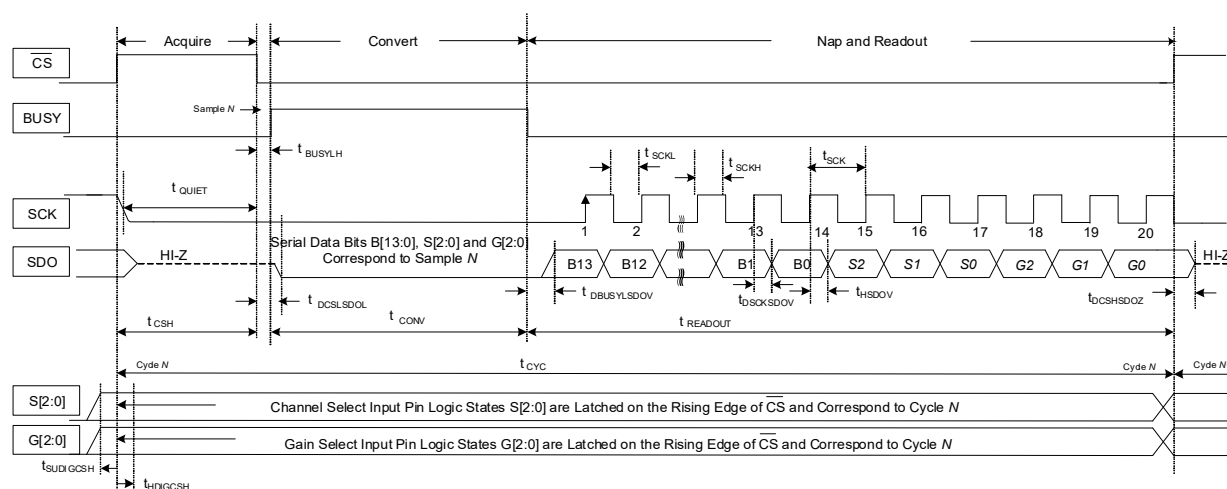 Acquire
Convert
Nap and Readout
CS
Sample N
BUSY
t BUSYLH
t SCKL
t SCKH
t SCK
t QUIET
SCK
1 2 13 14 15 16 17 18 19 20
Serial Data Bits B[13:0], S[2:0] and G[2:0]
Correspond to Sample N
SDO
HI-Z
B13 B12 B1 B0 S2 S1 S0 G2 G1 G0
HI-Z
t DCSLSDOL
t DBUSYLSDOV
t DSCKSDOV
t HSDOV
t DCSHSDOZ
t CSH
t CONV
t READOUT
Cycle N
t CYC
Cycle N
Cycle N
S[2:0]
Channel Select Input Pin Logic States S[2:0] are Latched on the Rising Edge of CS and Correspond to Cycle N
G[2:0]
Gain Select Input Pin Logic States G[2:0] are Latched on the Rising Edge of CS and Correspond to Cycle N
t SUDIGCSH
t HDIGCSH